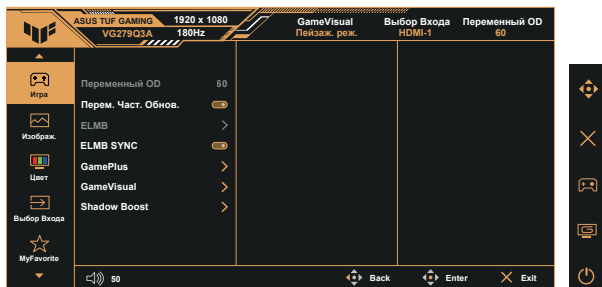 ASUS TUF GAMING 1920 x 1080 GameVisual Выбор Входа Переменный OD
VG279Q3A 180Hz Пейзаж. реж. HDMI-1 60
Игра
Изображ.
Цвет
Выбор Входа
MyFavorite
Переменный OD 60
Перем. Част. Обнов.
ELMB
ELMB SYNC
GamePlus
GameVisual
Shadow Boost
50 Back Enter Exit